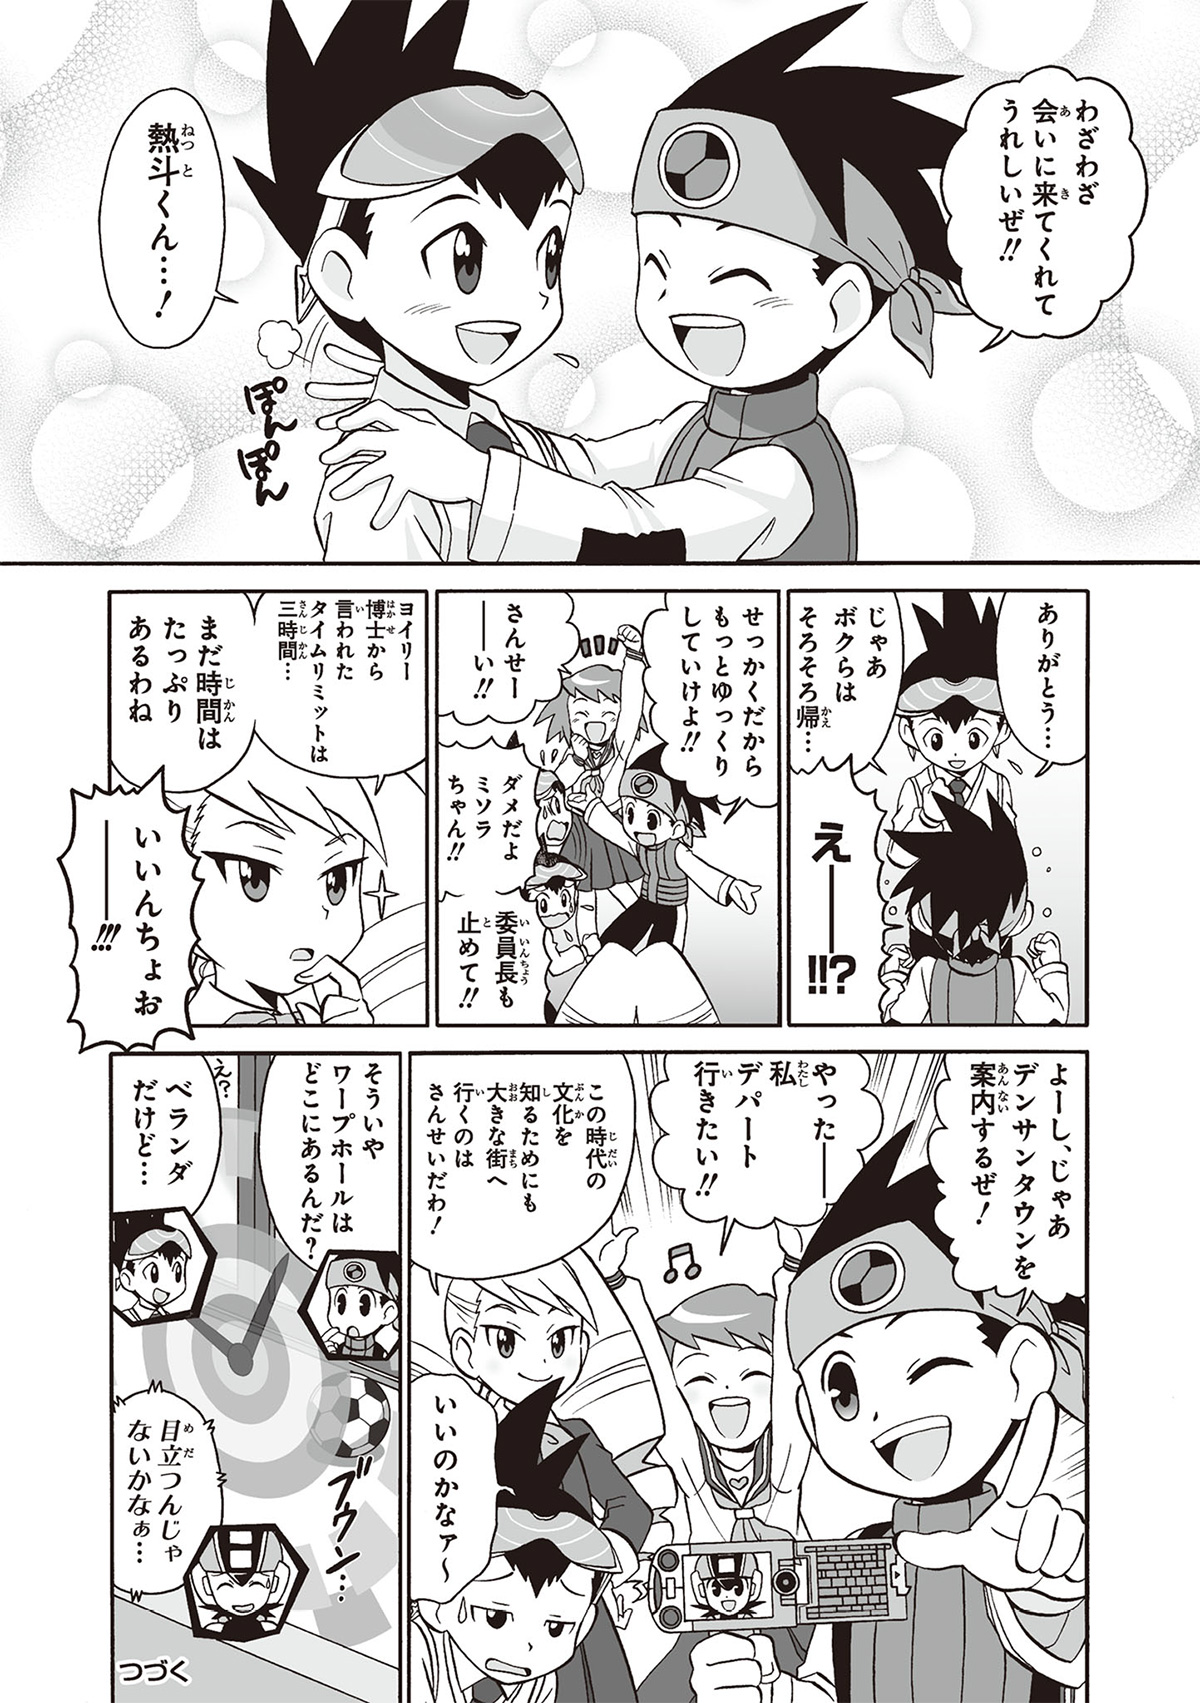 わざわざ
会いに来てくれて
うれしいぜ!!
熱斗くん…!
ぽんぽん
ありがとう…
じゃあ
ボクらは
そろそろ帰…
えーー!!?
せっかくだから
もっとゆっくり
していけよ!!
さんせー
ーい!!
ダメだよ
ミソラ
ちゃん!!
委員長も
止めて!!
ヨイリー
博士から
言われた
タイムリミットは
三時間…
まだ時間は
たっぷり
あるわね
いいんちょお
ーー!!!
よーし、じゃあ
デンサンタウンを
案内するぜ!
やったーー
私
デパート
行きたい!!
この時代の
文化を
知るためにも
大きな街へ
行くのは
さんせいだわ!
いいのかなァ〜
そういや
ワープホールは
どこにあるんだ?
え?
ベランダ
だけど…
ブウン…
目立つんじゃ
ないかなぁ…
つづく